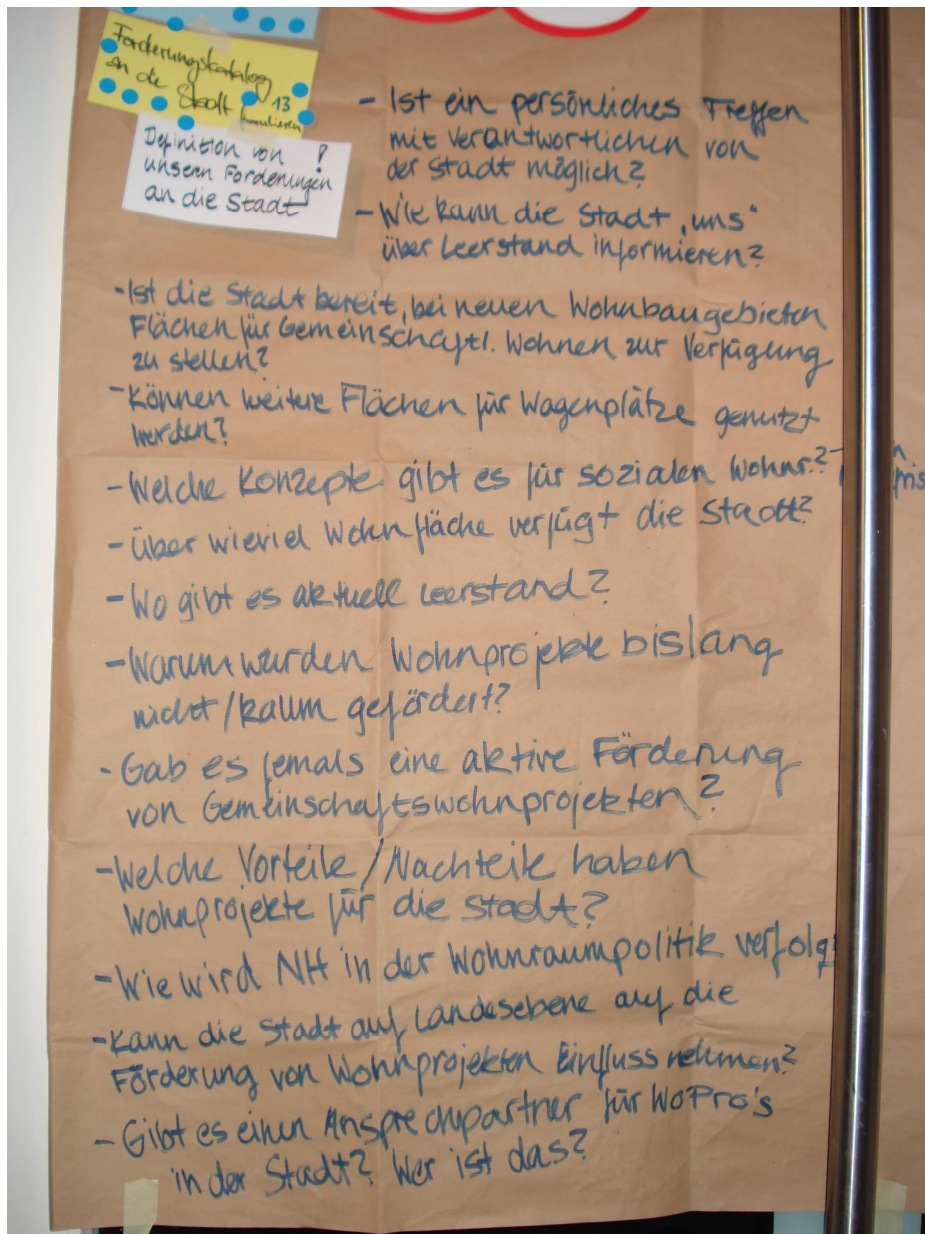 Forderungskatalog
an die
Stadt 13
formulieren
Definition von !
unseren Forderungen
an die Stadt
- Ist ein persönliches Treffen
mit Verantwortlichen von
der Stadt möglich?
- Wie kann die Stadt „uns“
über Leerstand informieren?
- Ist die Stadt bereit, bei neuen Wohnbaugebieten
Flächen für Gemeinschaftl. Wohnen zur Verfügung
zu stellen?
- Können weitere Flächen für Wagenplätze genutzt
werden?
- Welche Konzepte gibt es für sozialen Wohnr.?
- Über wieviel Wohnfläche verfügt die Stadt?
- Wo gibt es aktuell Leerstand?
- Warum wurden Wohnprojekte bislang
nicht/kaum gefördert?
- Gab es jemals eine aktive Förderung
von Gemeinschaftswohnprojekten?
- Welche Vorteile/Nachteile haben
Wohnprojekte für die Stadt?
- Wie wird NH in der Wohnraumpolitik verfolg
- Kann die Stadt auf Landesebene auf die
Förderung von Wohnprojekten Einfluss nehmen?
- Gibt es einen Ansprechpartner für WoPro's
in der Stadt? Wer ist das?